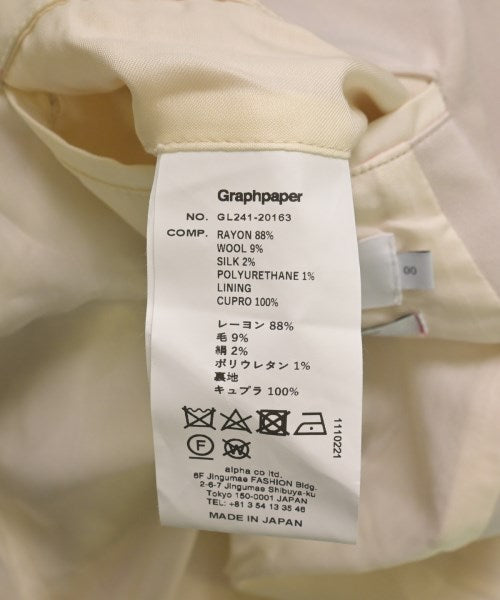 Graphpaper
NO. GL241-20163
COMP. RAYON 88%
WOOL 9%
SILK 2%
POLYURETHANE 1%
LINING
CUPRO 100%
レーヨン 88%
毛 9%
絹 2%
ポリウレタン 1%
裏地
キュプラ 100%
F W
1110221
alpha co ltd.
6F Jingumae FASHION Bldg.
2-6-7 Jingumae Shibuya-ku
Tokyo 150-0001 JAPAN
TEL: +81 3 54 13 35 46
MADE IN JAPAN
00